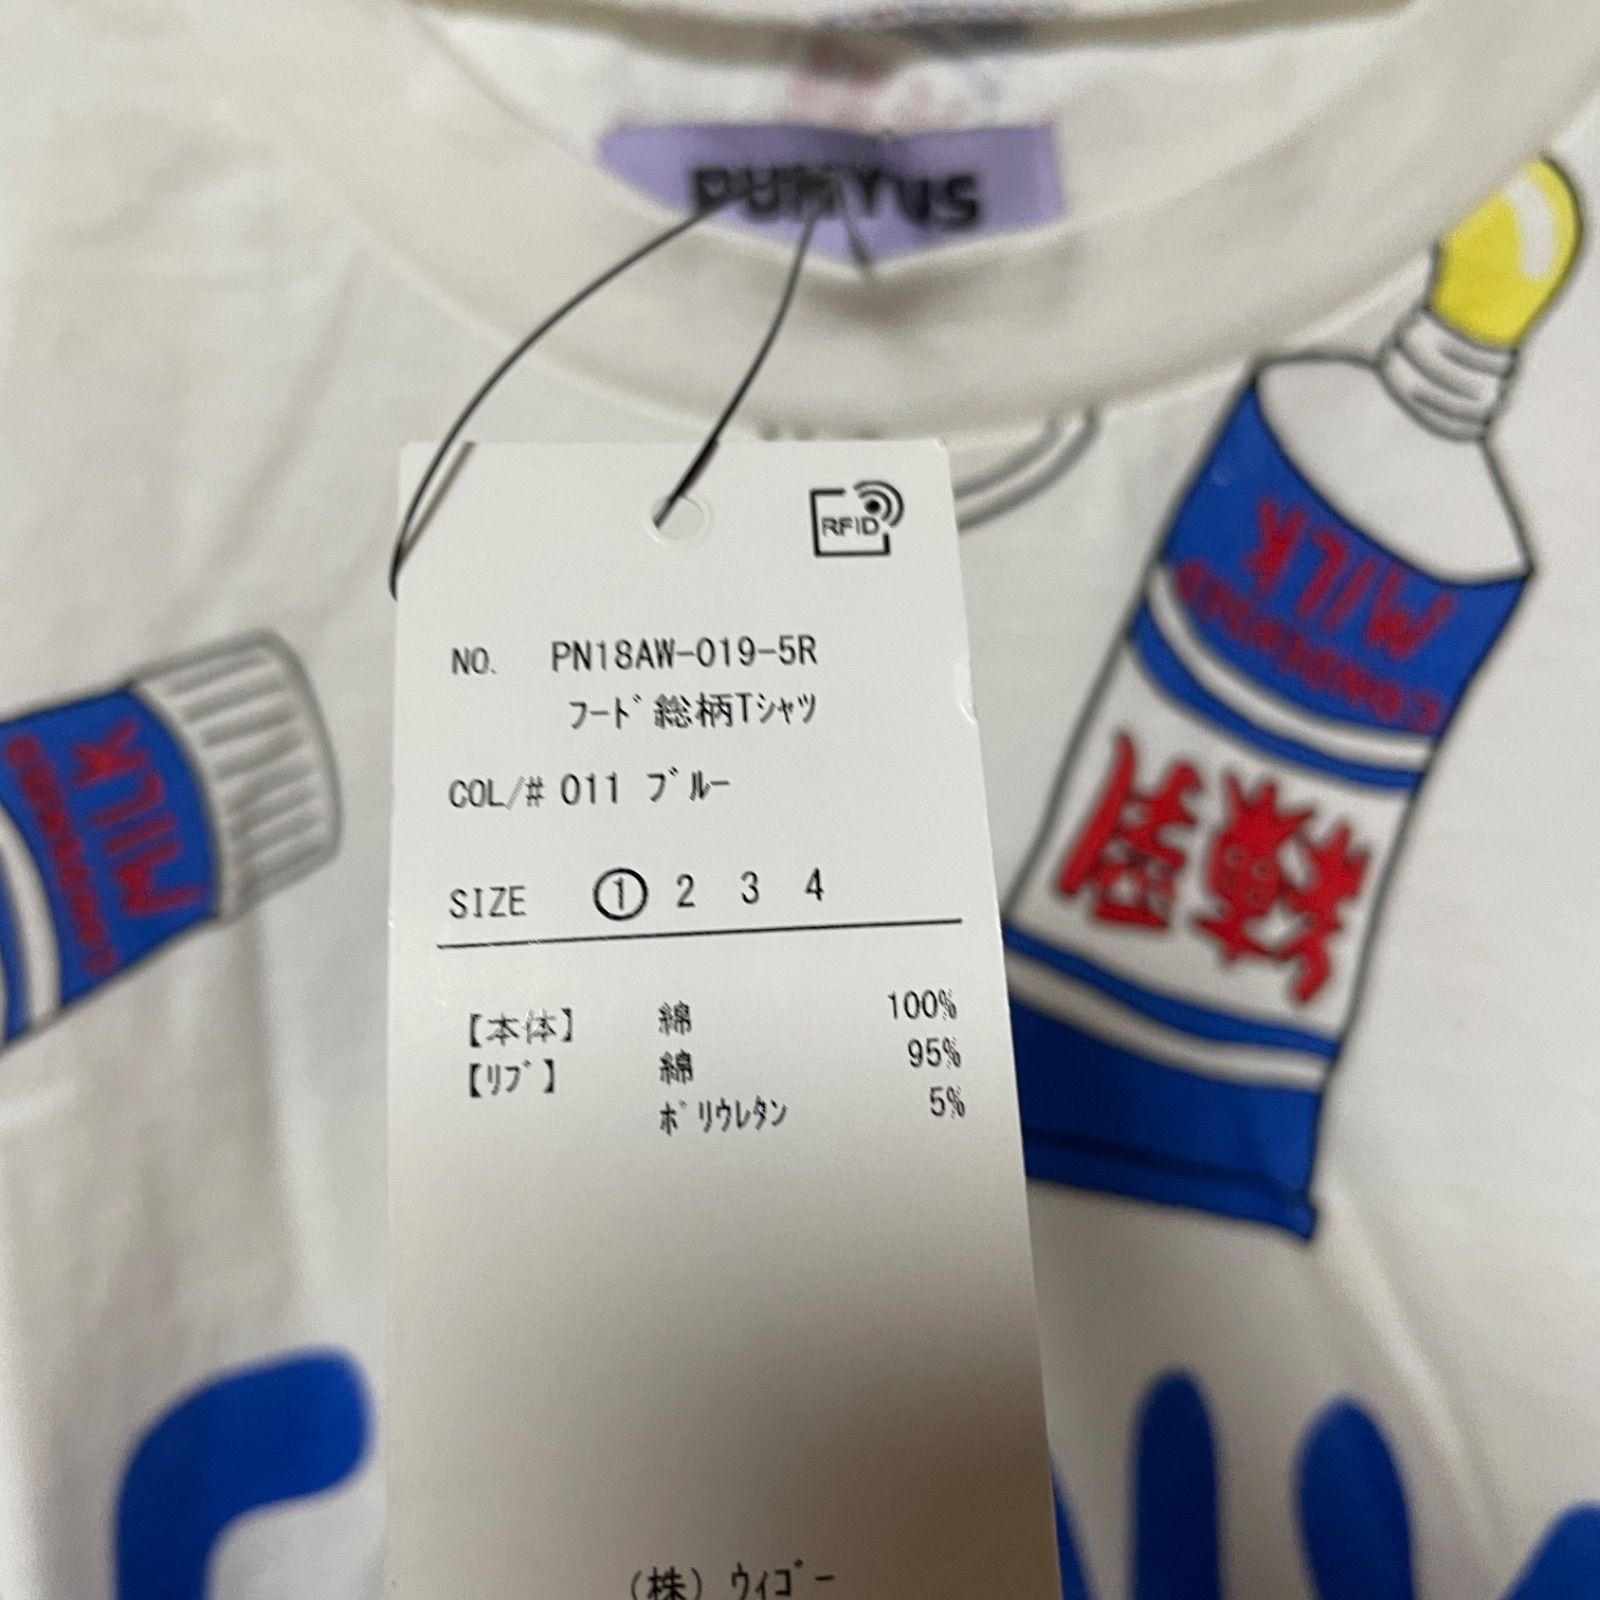 PUNYUS
RFID
NO. PN18AW-019-5R
フード総柄Tシャツ
COL/# 011 ブルー
SIZE ① 2 3 4
【本体】 綿 100%
【リブ】 綿 95%
ポリウレタン 5%
(株) ウィゴー
CONDENSED
MILK
CONDENSED
MILK